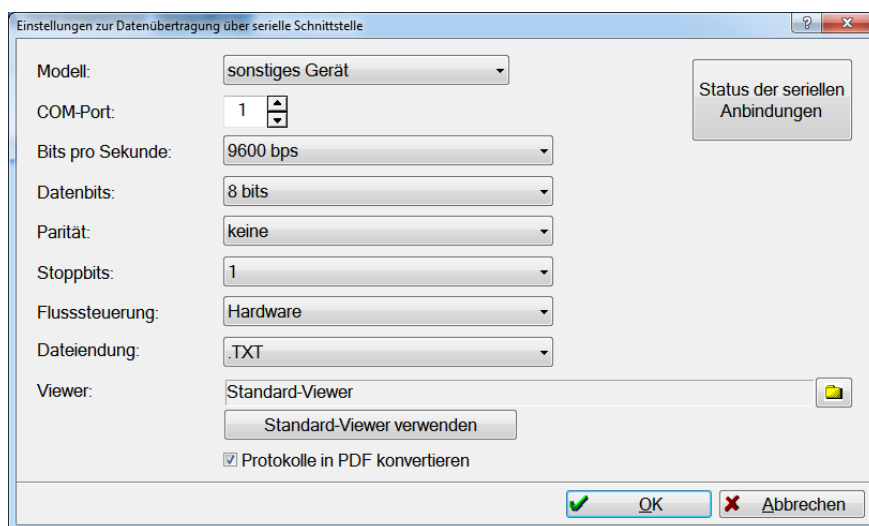 Einstellungen zur Datenübertragung über serielle Schnittstelle
?
X
Modell:
sonstiges Gerät
Status der seriellen
Anbindungen
COM-Port:
1
Bits pro Sekunde:
9600 bps
Datenbits:
8 bits
Parität:
keine
Stoppbits:
1
Flusssteuerung:
Hardware
Dateiendung:
.TXT
Viewer:
Standard-Viewer
Standard-Viewer verwenden
Protokolle in PDF konvertieren
OK
Abbrechen